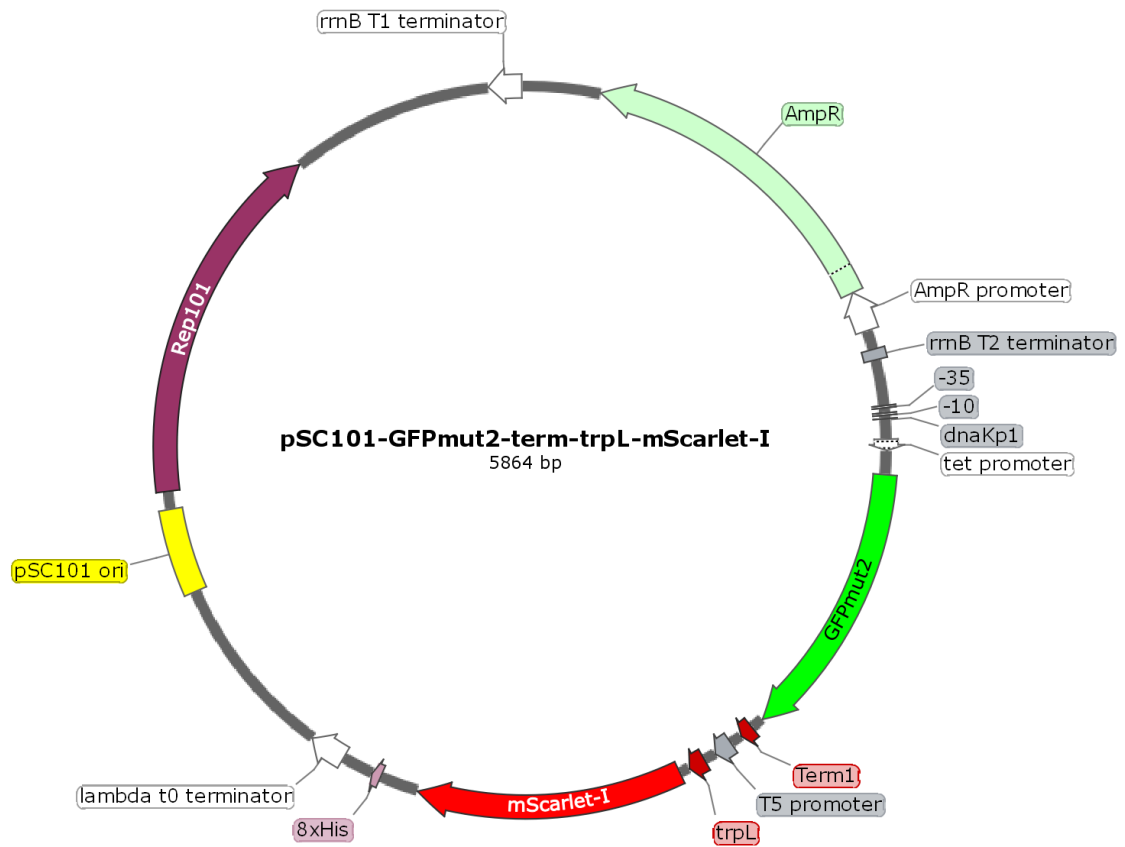 rrnB T1 terminator
AmpR
AmpR promoter
rrnB T2 terminator
-35
-10
dnaKp1
tet promoter
GFPmut2
Term1
T5 promoter
trpL
mScarlet-I
8xHis
lambda t0 terminator
pSC101 ori
Rep101
pSC101-GFPmut2-term-trpL-mScarlet-I
5864 bp